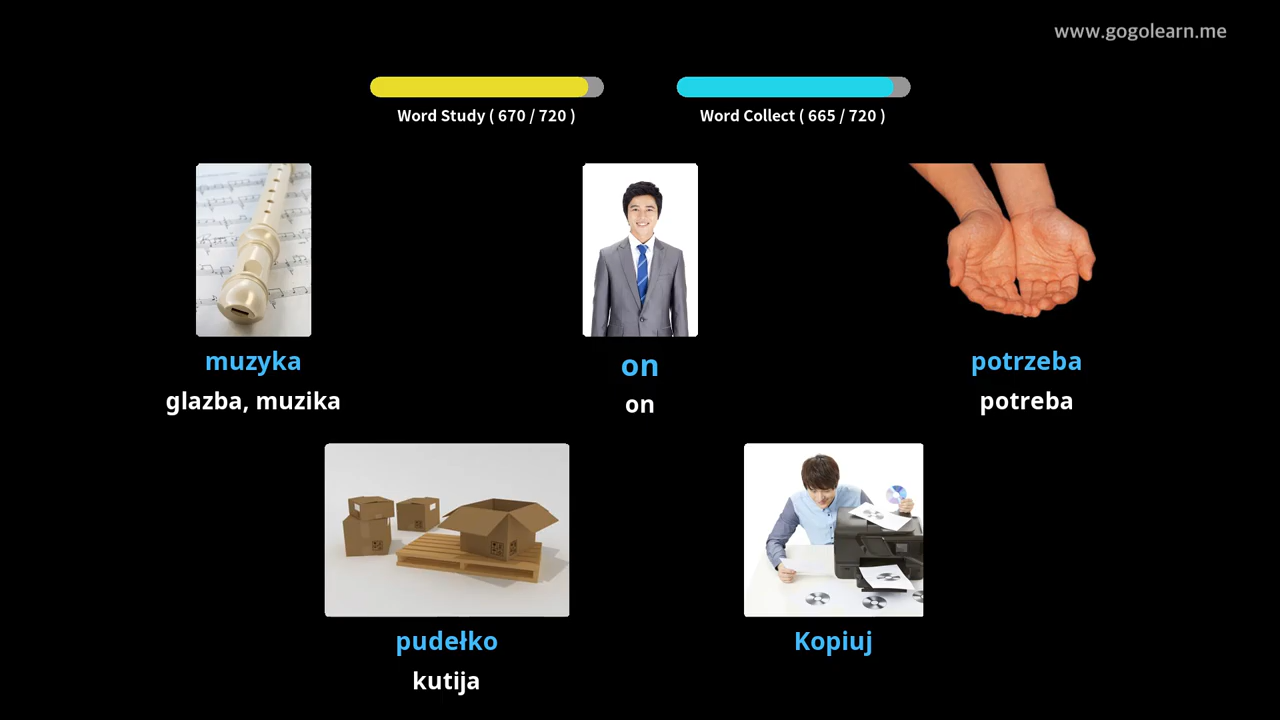 www.gogolearn.me
Word Study ( 670 / 720 )
Word Collect ( 665 / 720 )
muzyka
glazba, muzika
on
on
potrzeba
potreba
pudełko
kutija
Kopiuj